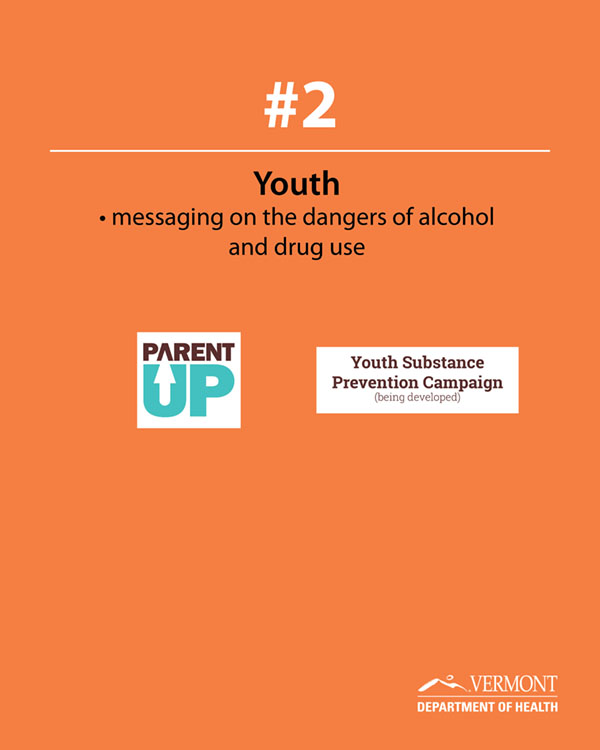 #2
Youth
• messaging on the dangers of alcohol
and drug use
PARENT
UP
Youth Substance
Prevention Campaign
(being developed)
VERMONT
DEPARTMENT OF HEALTH